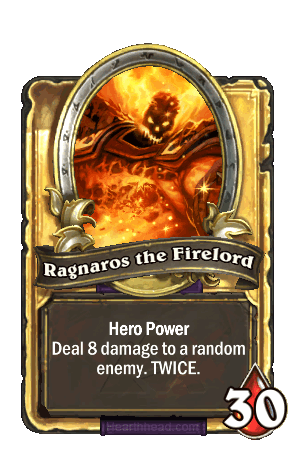 Ragnaros the Firelord
Hero Power
Deal 8 damage to a random
enemy. TWICE.
30
Hearthhead.com